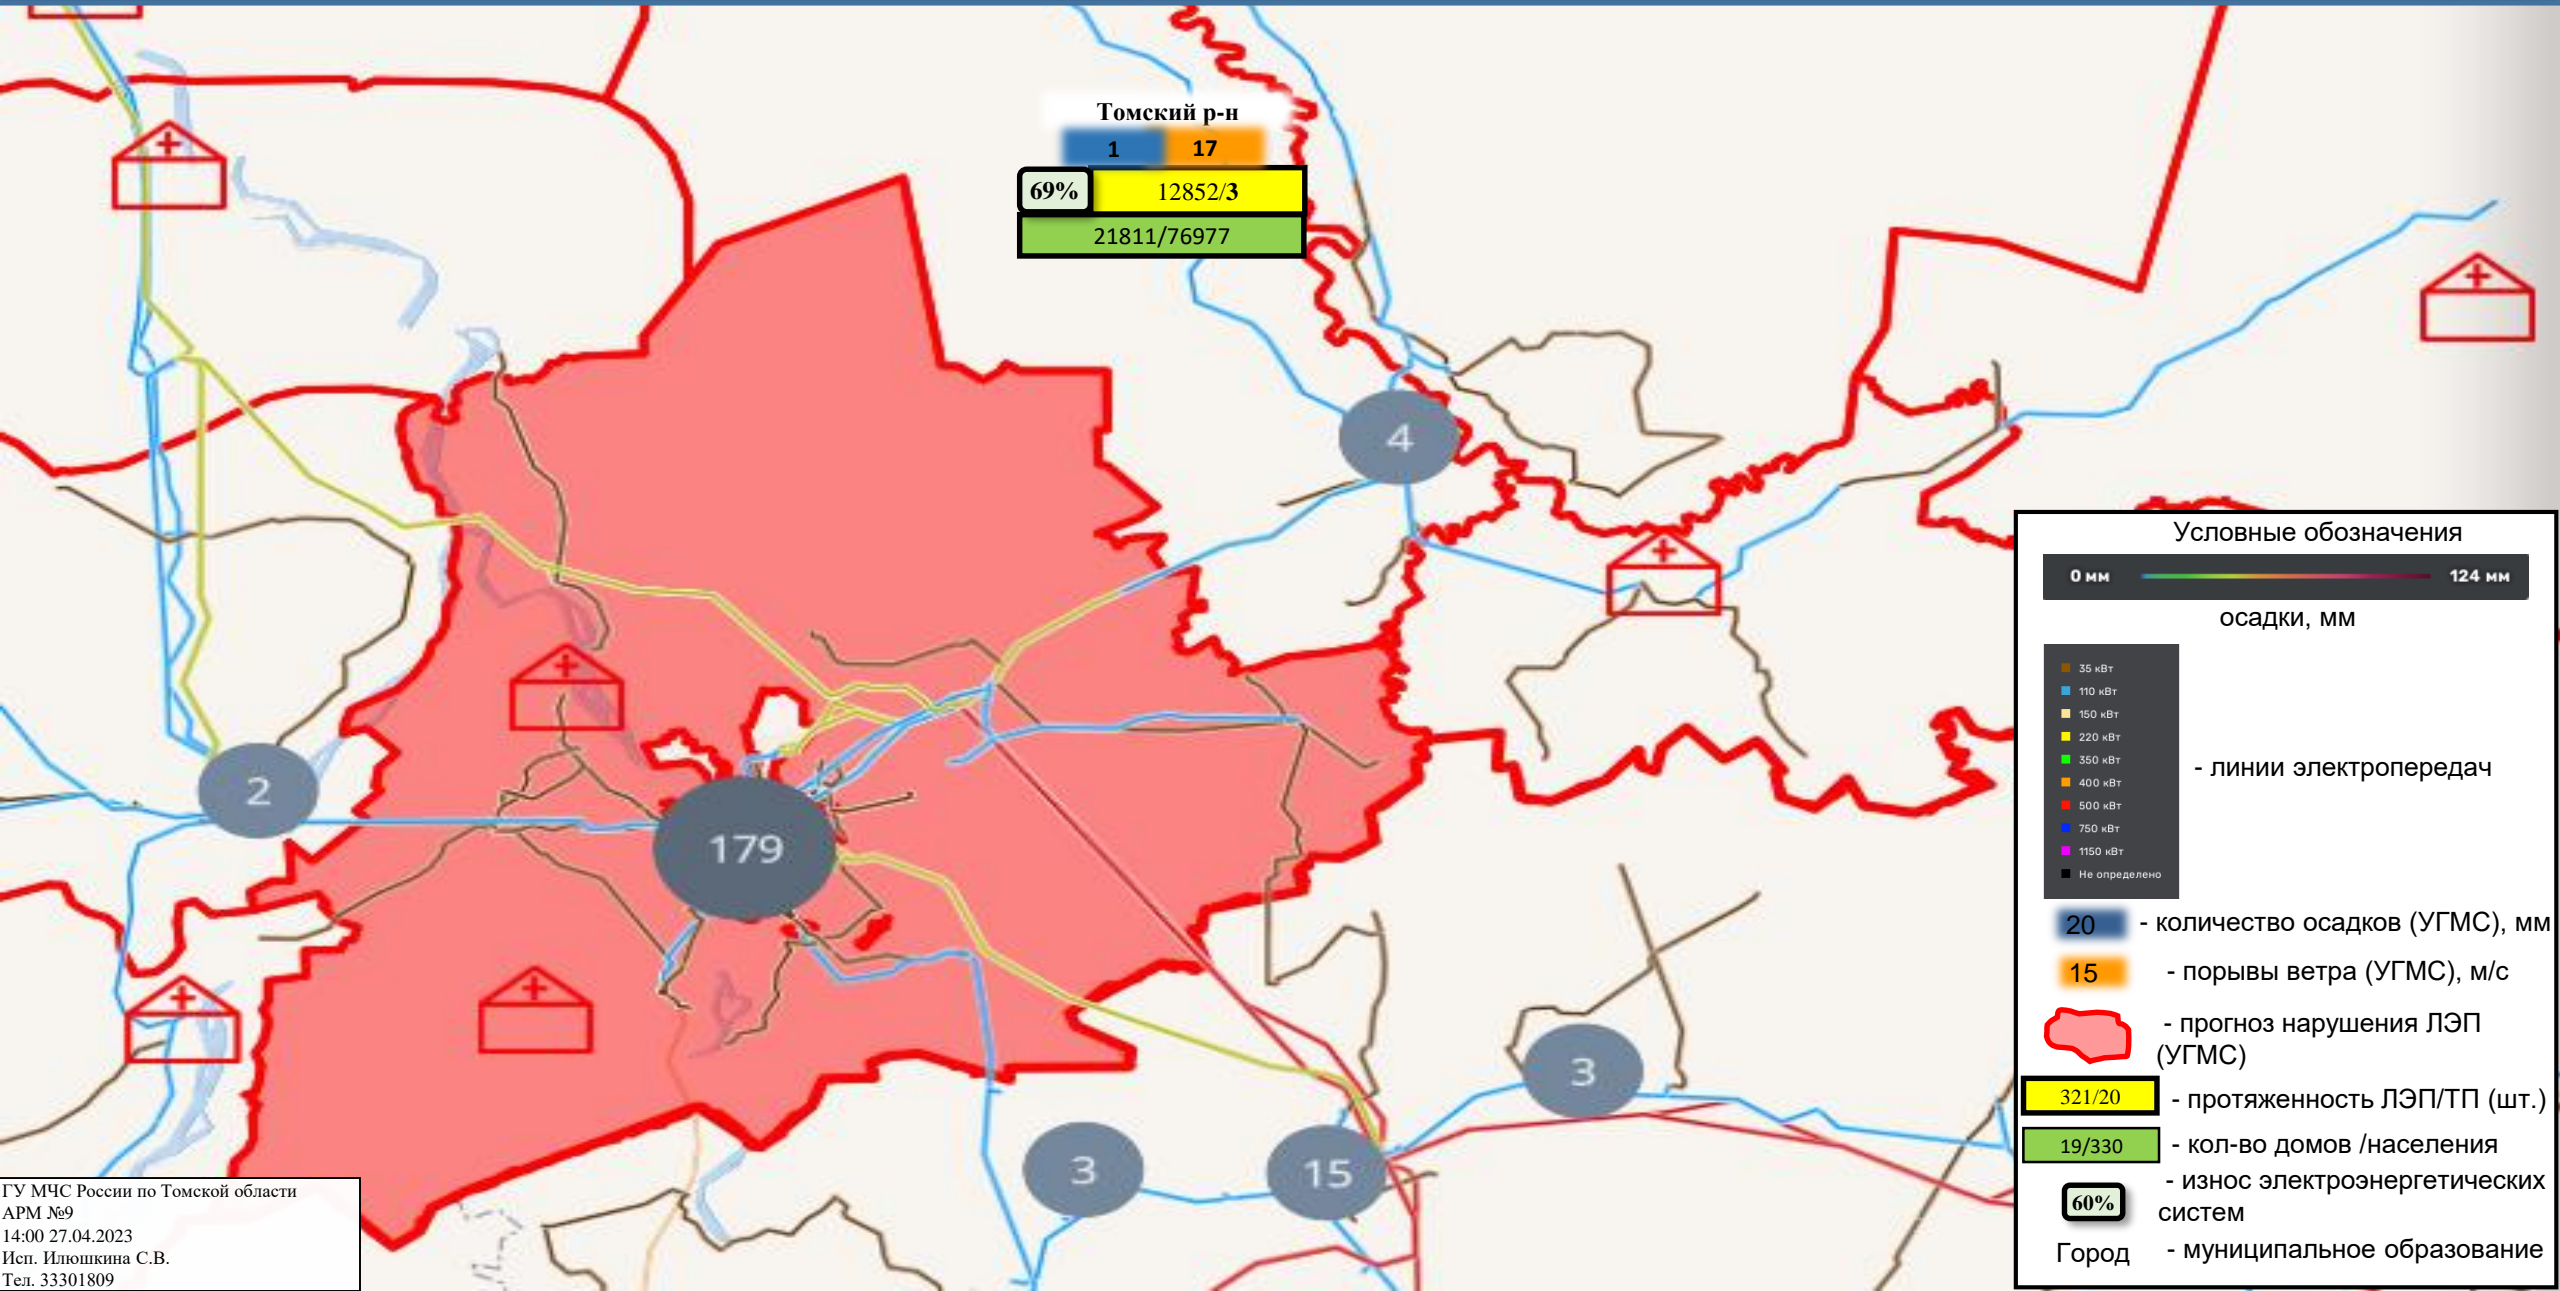 Томский р-н
1 17
69% 12852/3
21811/76977
4
2
179
3
3
15
Условные обозначения
0 мм 124 мм
осадки, мм
35 кВт
110 кВт
150 кВт
220 кВт
350 кВт
400 кВт
500 кВт
750 кВт
1150 кВт
Не определено
- линии электропередач
20 - количество осадков (УГМС), мм
15 - порывы ветра (УГМС), м/с
- прогноз нарушения ЛЭП
(УГМС)
321/20 - протяженность ЛЭП/ТП (шт.)
19/330 - кол-во домов /населения
60% - износ электроэнергетических
систем
Город - муниципальное образование
ГУ МЧС России по Томской области
АРМ №9
14:00 27.04.2023
Исп. Илюшкина С.В.
Тел. 33301809